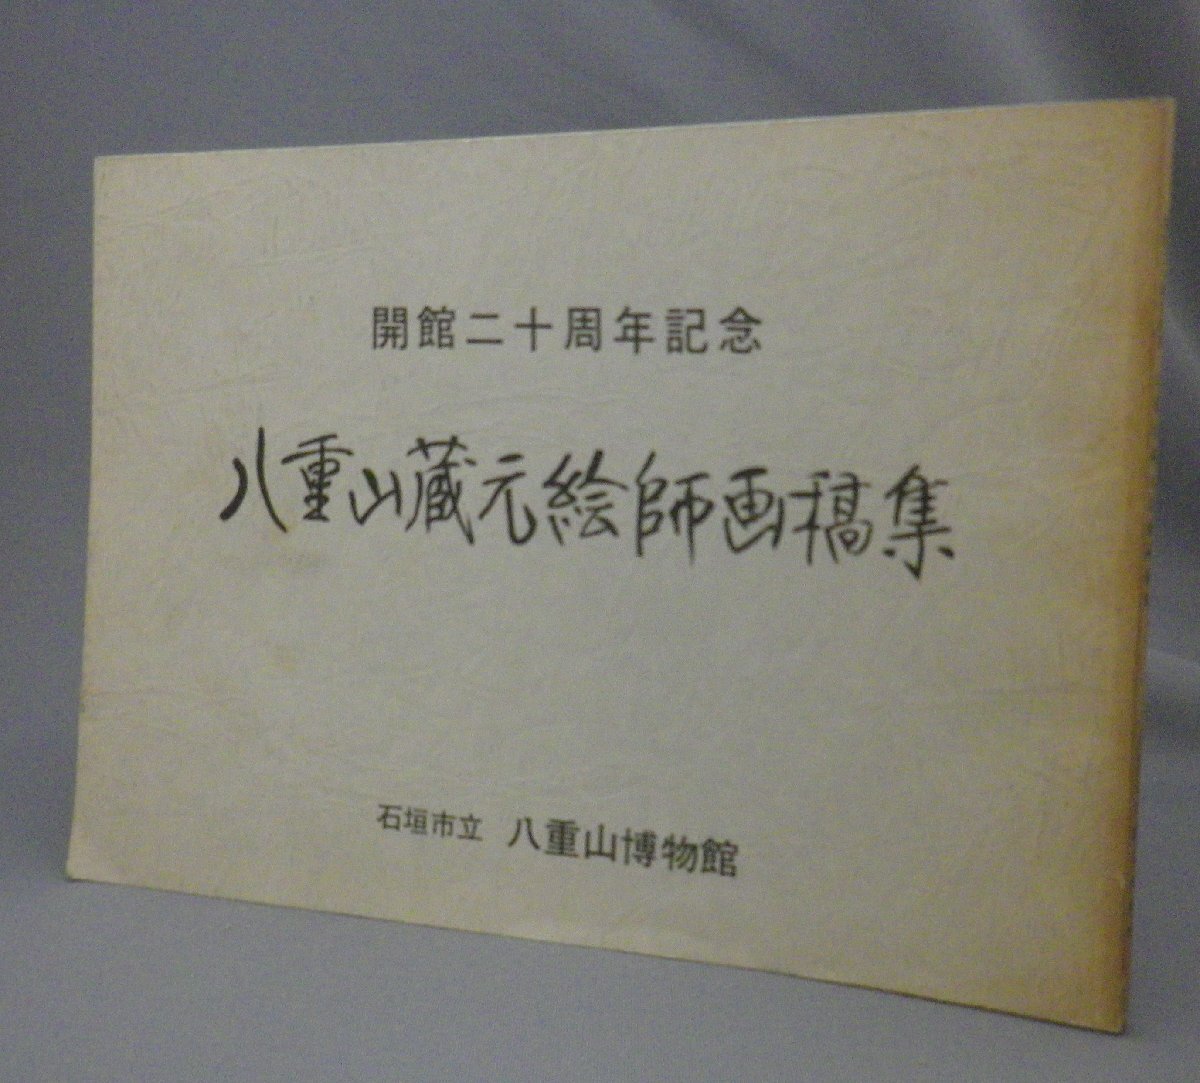 開館二十周年記念
八重山蔵元絵師画稿集
石垣市立 八重山博物館